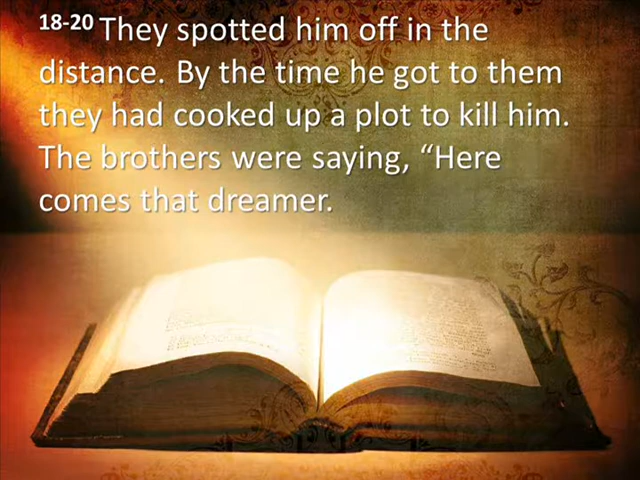 18-20 They spotted him off in the
distance. By the time he got to them
they had cooked up a plot to kill him.
The brothers were saying, “Here
comes that dreamer.